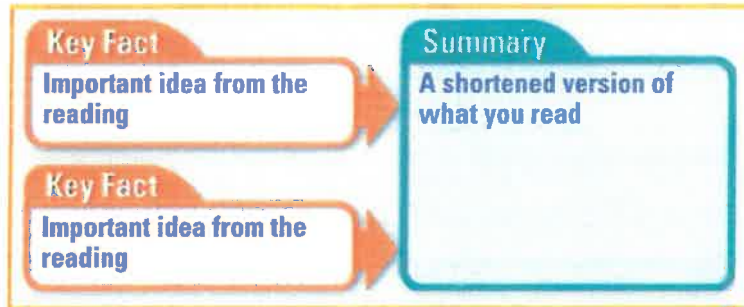 Key Fact
Important idea from the
reading
Key Fact
Important idea from the
reading
Summary
A shortened version of
what you read